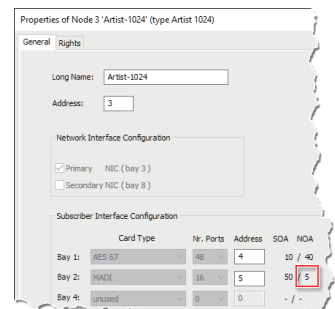 Properties of Node 3 'Artist-1024' (type Artist 1024)
General Rights
Long Name: Artist-1024
Address: 3
Network Interface Configuration
Primary NIC ( bay 3 )
Secondary NIC ( bay 8 )
Subscriber Interface Configuration
Card Type Nr. Ports Address SOA NOA
Bay 1: AES 67 48 4 10 / 40
Bay 2: MADI 16 5 50 / 5
Bay 4: unused 0 0 - / -